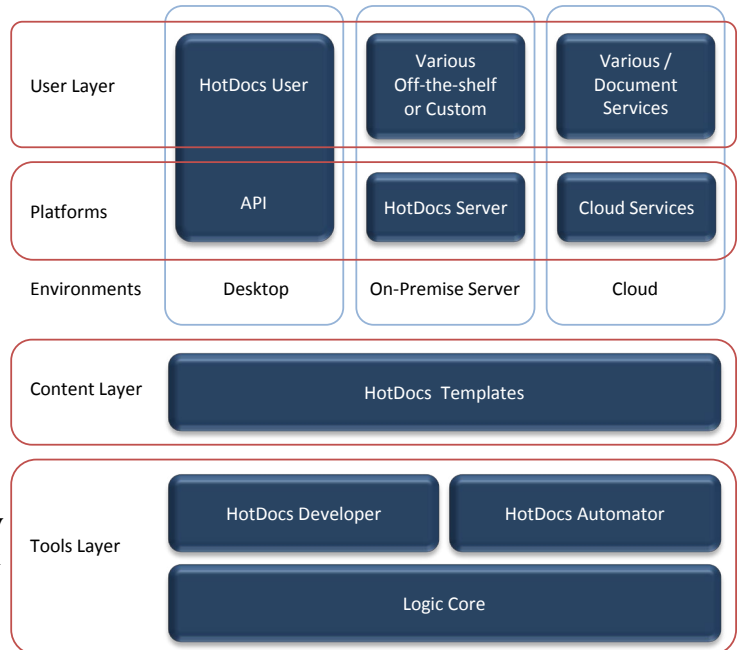 User Layer
HotDocs User
Various
Off-the-shelf
or Custom
Various /
Document
Services
Platforms
API
HotDocs Server
Cloud Services
Environments
Desktop
On-Premise Server
Cloud
Content Layer
HotDocs Templates
Tools Layer
HotDocs Developer
HotDocs Automator
Logic Core